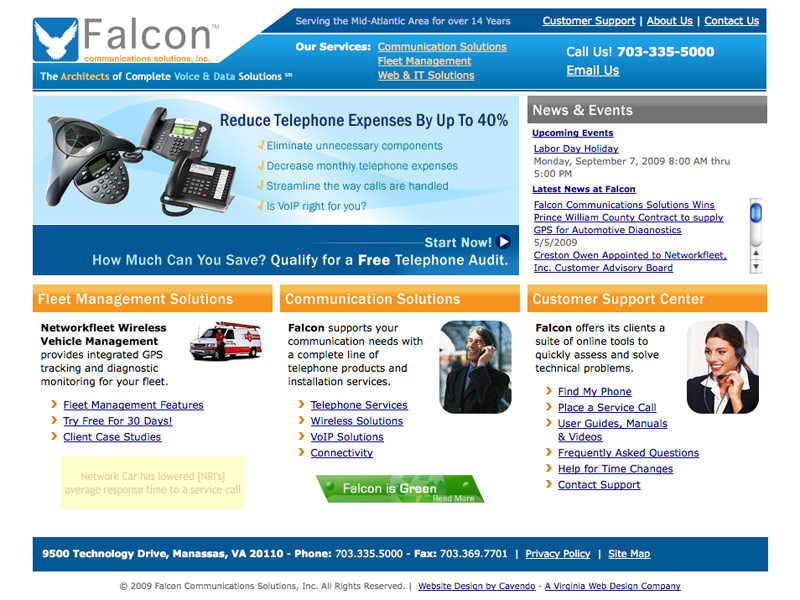 Falcon™
communications solutions, inc.
The Architects of Complete Voice & Data Solutions ℠
Serving the Mid-Atlantic Area for over 14 Years
Customer Support | About Us | Contact Us
Our Services: Communication Solutions
Fleet Management
Web & IT Solutions
Call Us! 703-335-5000
Email Us
Reduce Telephone Expenses By Up To 40%
Eliminate unnecessary components
Decrease monthly telephone expenses
Streamline the way calls are handled
Is VoIP right for you?
Start Now!
How Much Can You Save? Qualify for a Free Telephone Audit.
News & Events
Upcoming Events
Labor Day Holiday
Monday, September 7, 2009 8:00 AM thru
5:00 PM
Latest News at Falcon
Falcon Communications Solutions Wins
Prince William County Contract to supply
GPS for Automotive Diagnostics
5/5/2009
Creston Owen Appointed to Networkfleet,
Inc. Customer Advisory Board
Fleet Management Solutions
Networkfleet Wireless
Vehicle Management
provides integrated GPS
tracking and diagnostic
monitoring for your fleet.
Fleet Management Features
Try Free For 30 Days!
Client Case Studies
Network Car has lowered [NRI's]
average response time to a service call
Communication Solutions
Falcon supports your
communication needs with
a complete line of
telephone products and
installation services.
Telephone Services
Wireless Solutions
VoIP Solutions
Connectivity
Falcon is Green
Read More
Customer Support Center
Falcon offers its clients a
suite of online tools to
quickly assess and solve
technical problems.
Find My Phone
Place a Service Call
User Guides, Manuals
& Videos
Frequently Asked Questions
Help for Time Changes
Contact Support
9500 Technology Drive, Manassas, VA 20110 - Phone: 703.335.5000 - Fax: 703.369.7701 | Privacy Policy | Site Map
© 2009 Falcon Communications Solutions, Inc. All Rights Reserved. | Website Design by Cavendo - A Virginia Web Design Company